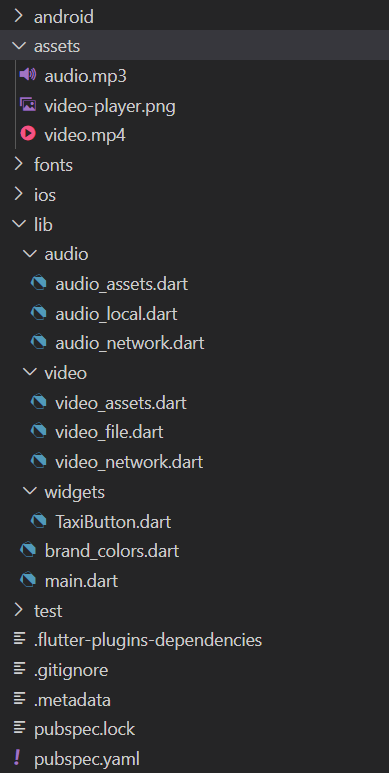 android
assets
audio.mp3
video-player.png
video.mp4
fonts
ios
lib
audio
audio_assets.dart
audio_local.dart
audio_network.dart
video
video_assets.dart
video_file.dart
video_network.dart
widgets
TaxiButton.dart
brand_colors.dart
main.dart
test
.flutter-plugins-dependencies
.gitignore
.metadata
pubspec.lock
! pubspec.yaml